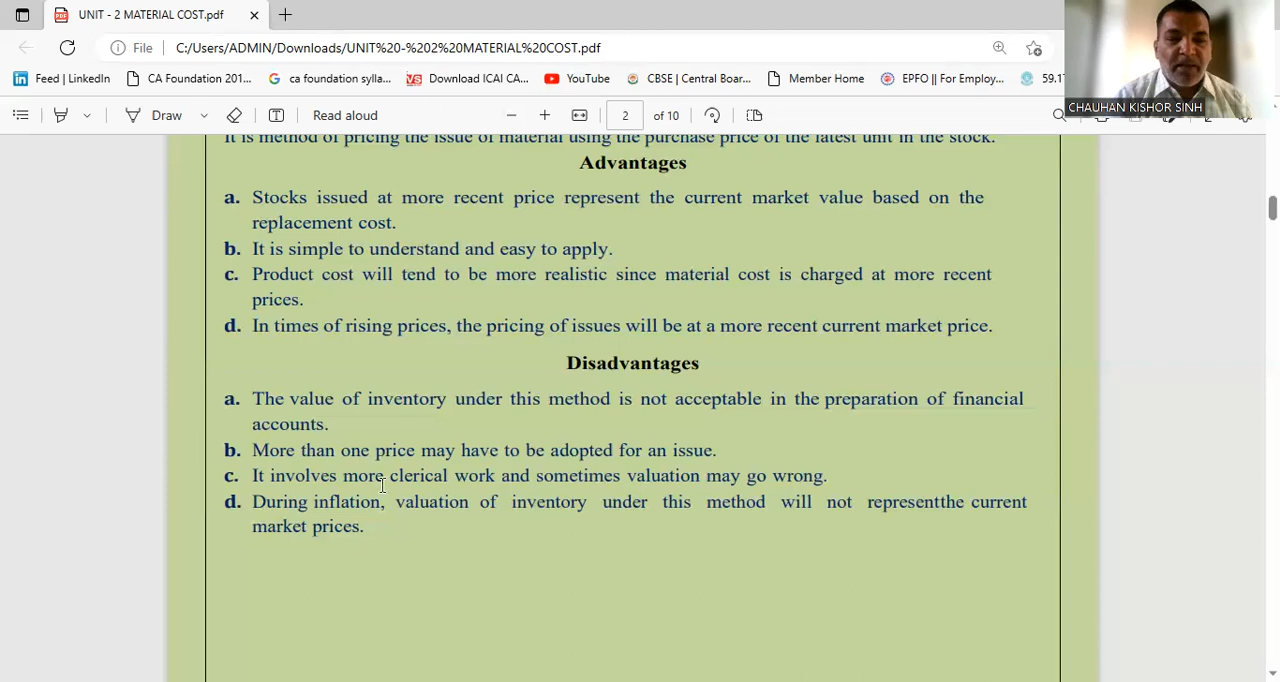 UNIT - 2 MATERIAL COST.pdf
File C:/Users/ADMIN/Downloads/UNIT%20-%202%20MATERIAL%20COST.pdf
Feed | LinkedIn CA Foundation 201... ca foundation sylla... Download ICAI CA... YouTube CBSE | Central Boar... Member Home EPFO || For Employ... 59.1
CHAUHAN KISHOR SINH
Draw Read aloud 2 of 10
It is method of pricing the issue of material using the purchase price of the latest unit in the stock.
Advantages
a. Stocks issued at more recent price represent the current market value based on the
replacement cost.
b. It is simple to understand and easy to apply.
c. Product cost will tend to be more realistic since material cost is charged at more recent
prices.
d. In times of rising prices, the pricing of issues will be at a more recent current market price.
Disadvantages
a. The value of inventory under this method is not acceptable in the preparation of financial
accounts.
b. More than one price may have to be adopted for an issue.
c. It involves more clerical work and sometimes valuation may go wrong.
d. During inflation, valuation of inventory under this method will not representthe current
market prices.